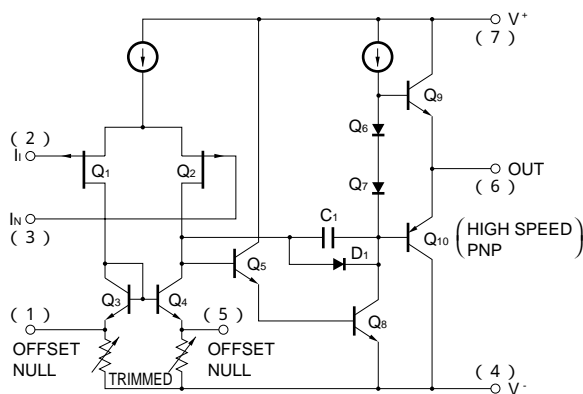 V+
(7)
Q9
(2)
Q6
II
Q1
Q2
OUT
(6)
Q7
IN
(3)
C1
Q10
(HIGH SPEED
PNP)
D1
Q5
Q3
Q4
(1)
(5)
Q8
OFFSET
NULL
TRIMMED
OFFSET
NULL
(4)
V-